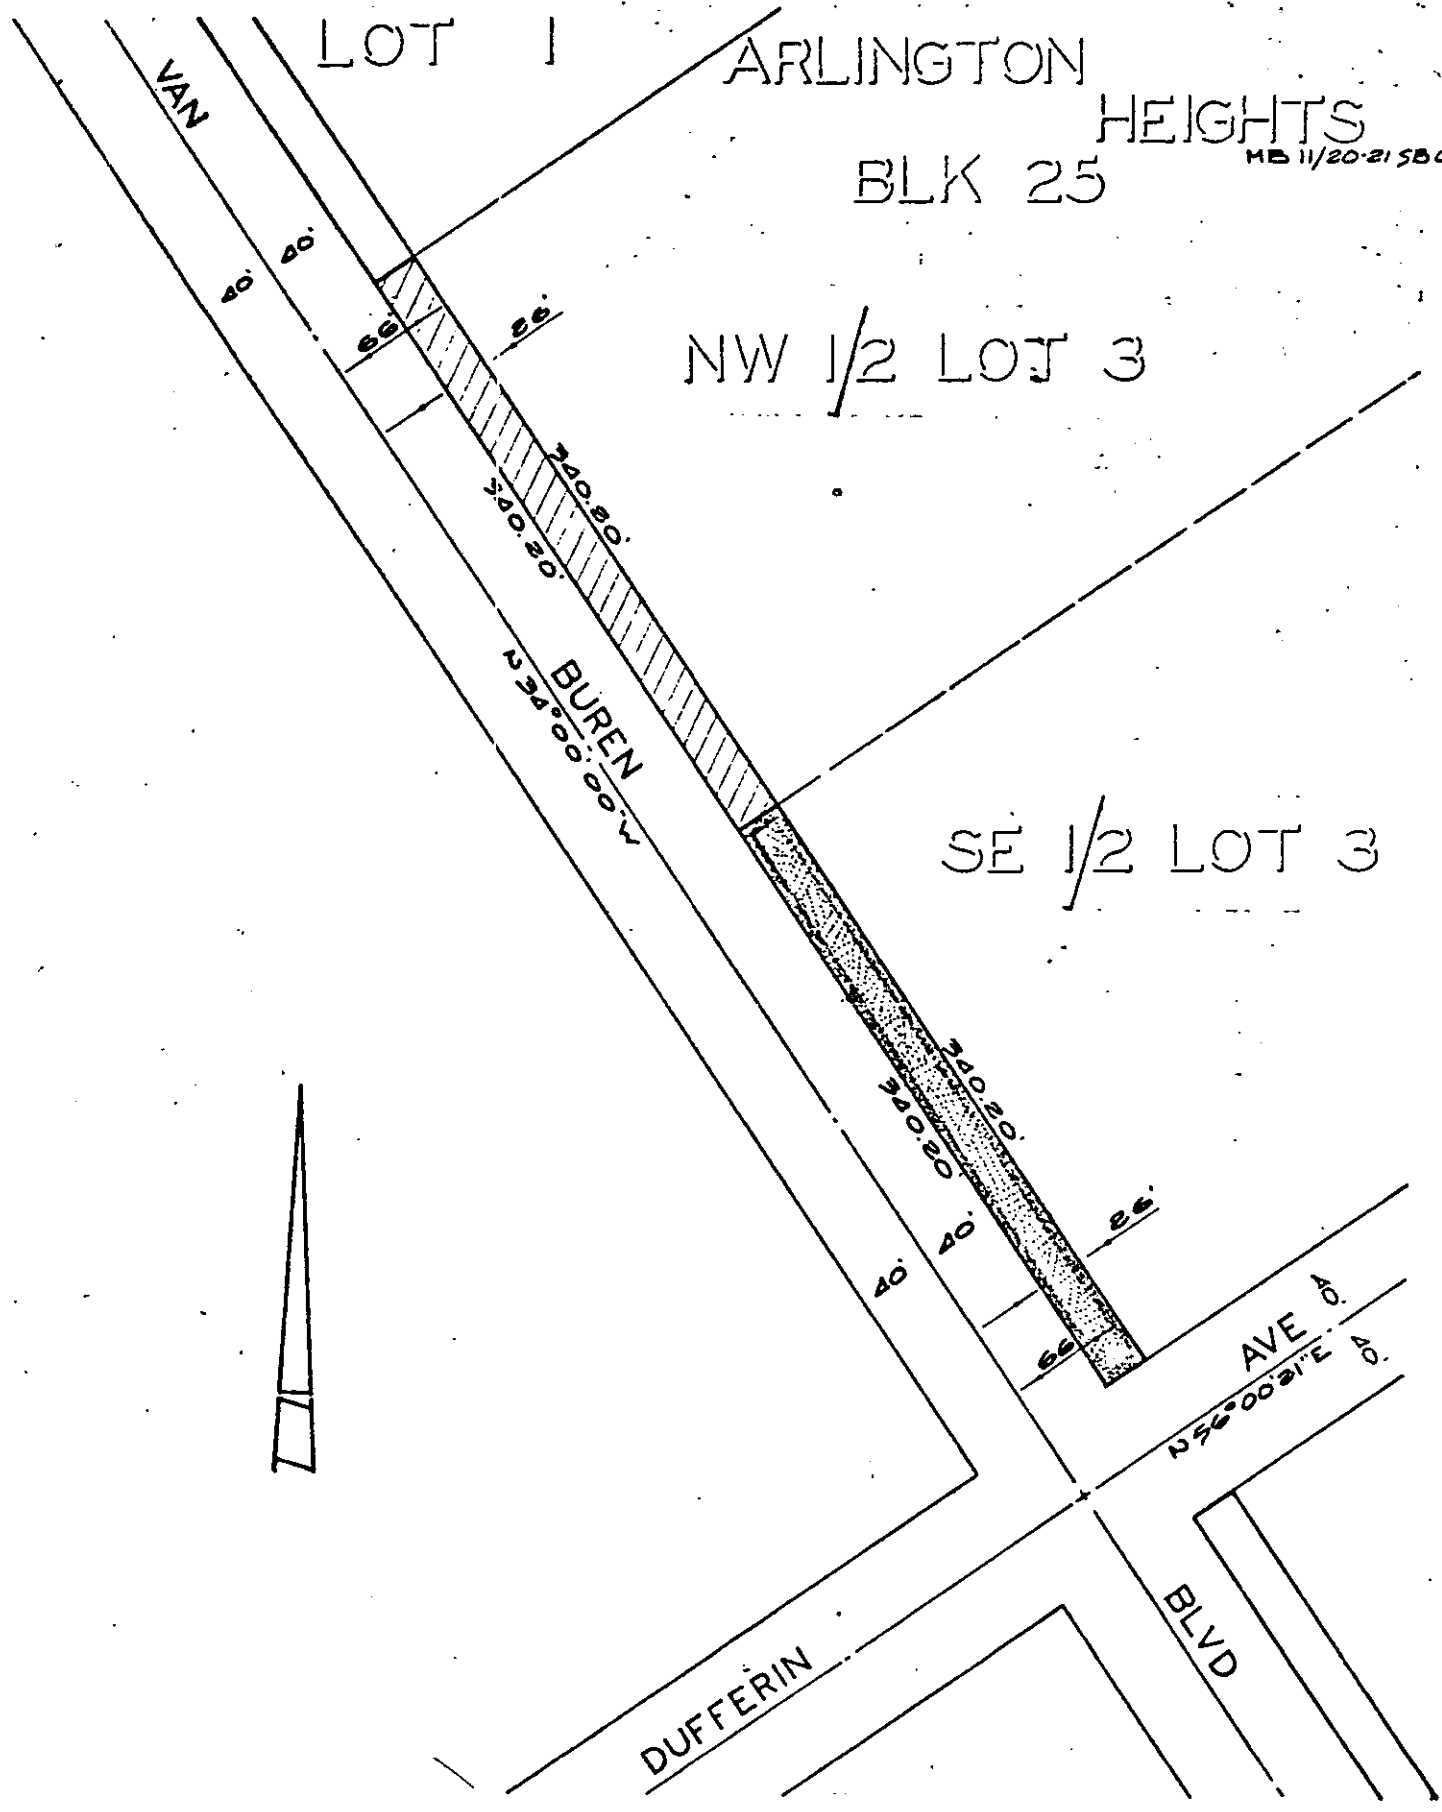 LOT 1
ARLINGTON
HEIGHTS
MB 11/20-21 SB
BLK 25
VAN
40'
40'
66'
26'
NW 1/2 LOT 3
340.20'
340.20'
BUREN
N 34°00'00" W
SE 1/2 LOT 3
340.20'
340.20
40'
40'
26'
66'
AVE
40'
40'
N 56°00'21" E
BLVD
DUFFERIN